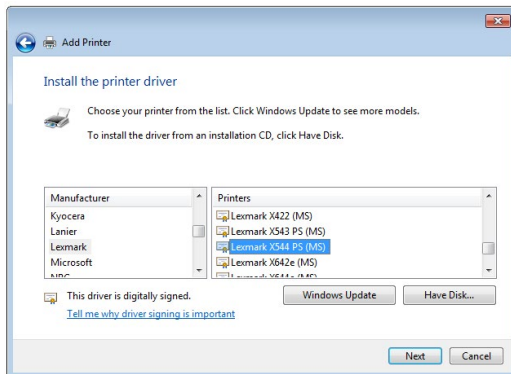 Add Printer
Install the printer driver
Choose your printer from the list. Click Windows Update to see more models.
To install the driver from an installation CD, click Have Disk.
Manufacturer
Kyocera
Lanier
Lexmark
Microsoft
Printers
Lexmark X422 (MS)
Lexmark X543 PS (MS)
Lexmark X544 PS (MS)
Lexmark X642e (MS)
This driver is digitally signed.
Tell me why driver signing is important
Windows Update
Have Disk...
Next
Cancel